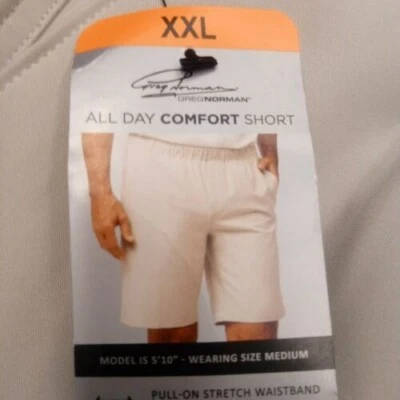 XXL
Greg Norman
GREGNORMAN®
ALL DAY COMFORT SHORT
MODEL IS 5'10" - WEARING SIZE MEDIUM
PULL-ON STRETCH WAISTBAND